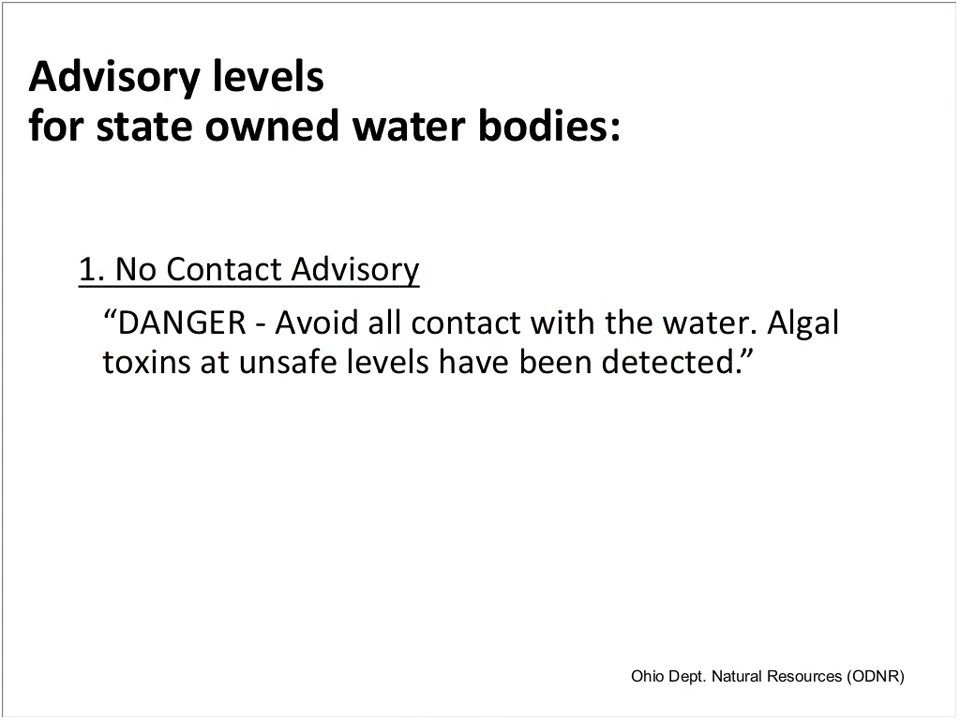 Advisory levels
for state owned water bodies:
1. No Contact Advisory
“DANGER - Avoid all contact with the water. Algal
toxins at unsafe levels have been detected.”
Ohio Dept. Natural Resources (ODNR)